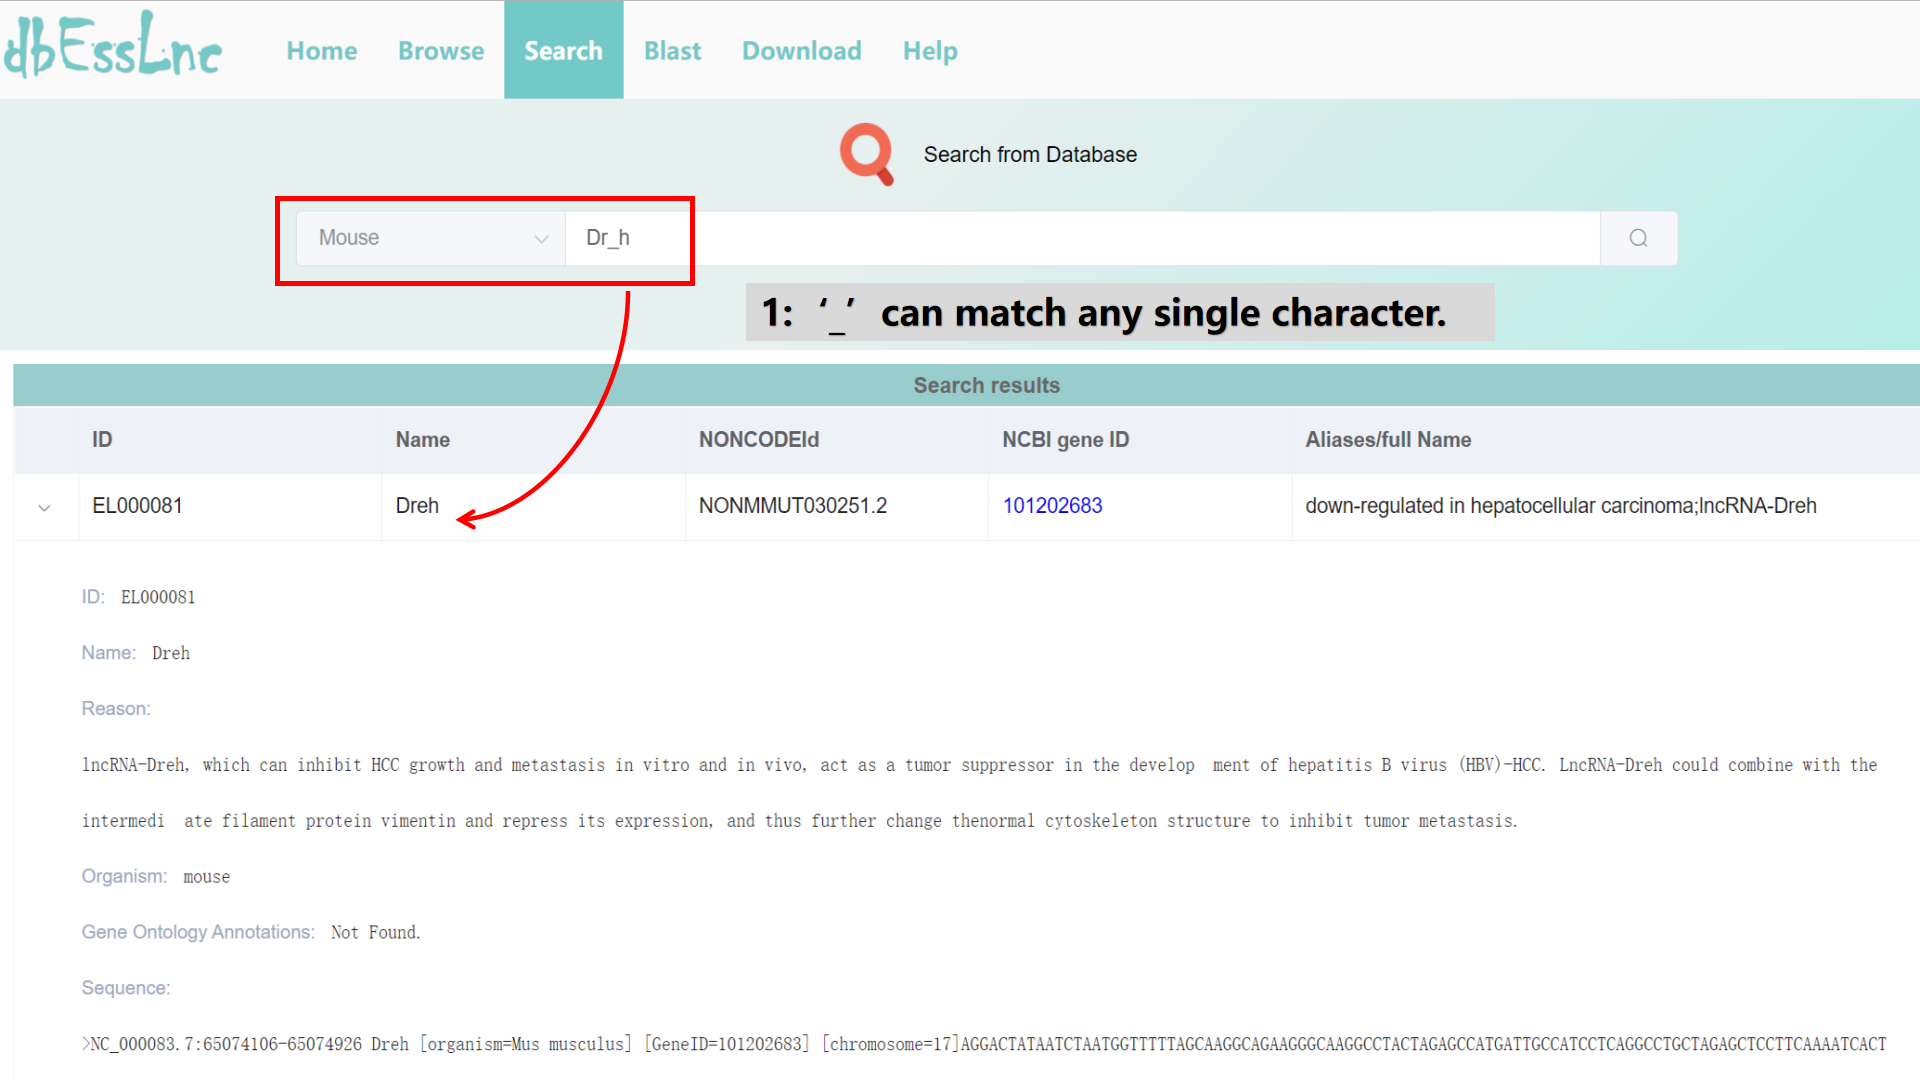 dbEssLnc Home Browse Search Blast Download Help
Search from Database
Mouse Dr_h
1: ‘_’ can match any single character.
Search results
ID Name NONCODEId NCBI gene ID Aliases/full Name
EL000081 Dreh NONMMUT030251.2 101202683 down-regulated in hepatocellular carcinoma;lncRNA-Dreh
ID: EL000081
Name: Dreh
Reason:
lncRNA-Dreh, which can inhibit HCC growth and metastasis in vitro and in vivo, act as a tumor suppressor in the develop ment of hepatitis B virus (HBV)-HCC. LncRNA-Dreh could combine with the
intermedi ate filament protein vimentin and repress its expression, and thus further change thenormal cytoskeleton structure to inhibit tumor metastasis.
Organism: mouse
Gene Ontology Annotations: Not Found.
Sequence:
>NC_000083.7:65074106-65074926 Dreh [organism=Mus musculus] [GeneID=101202683] [chromosome=17]AGGACTATAATCTAATGGTTTTTAGCAAGGCAGAAGGGCAAGGCCTACTAGAGCCATGATTGCCATCCTCAGGCCTGCTAGAGCTCCTTCAAAATCACT